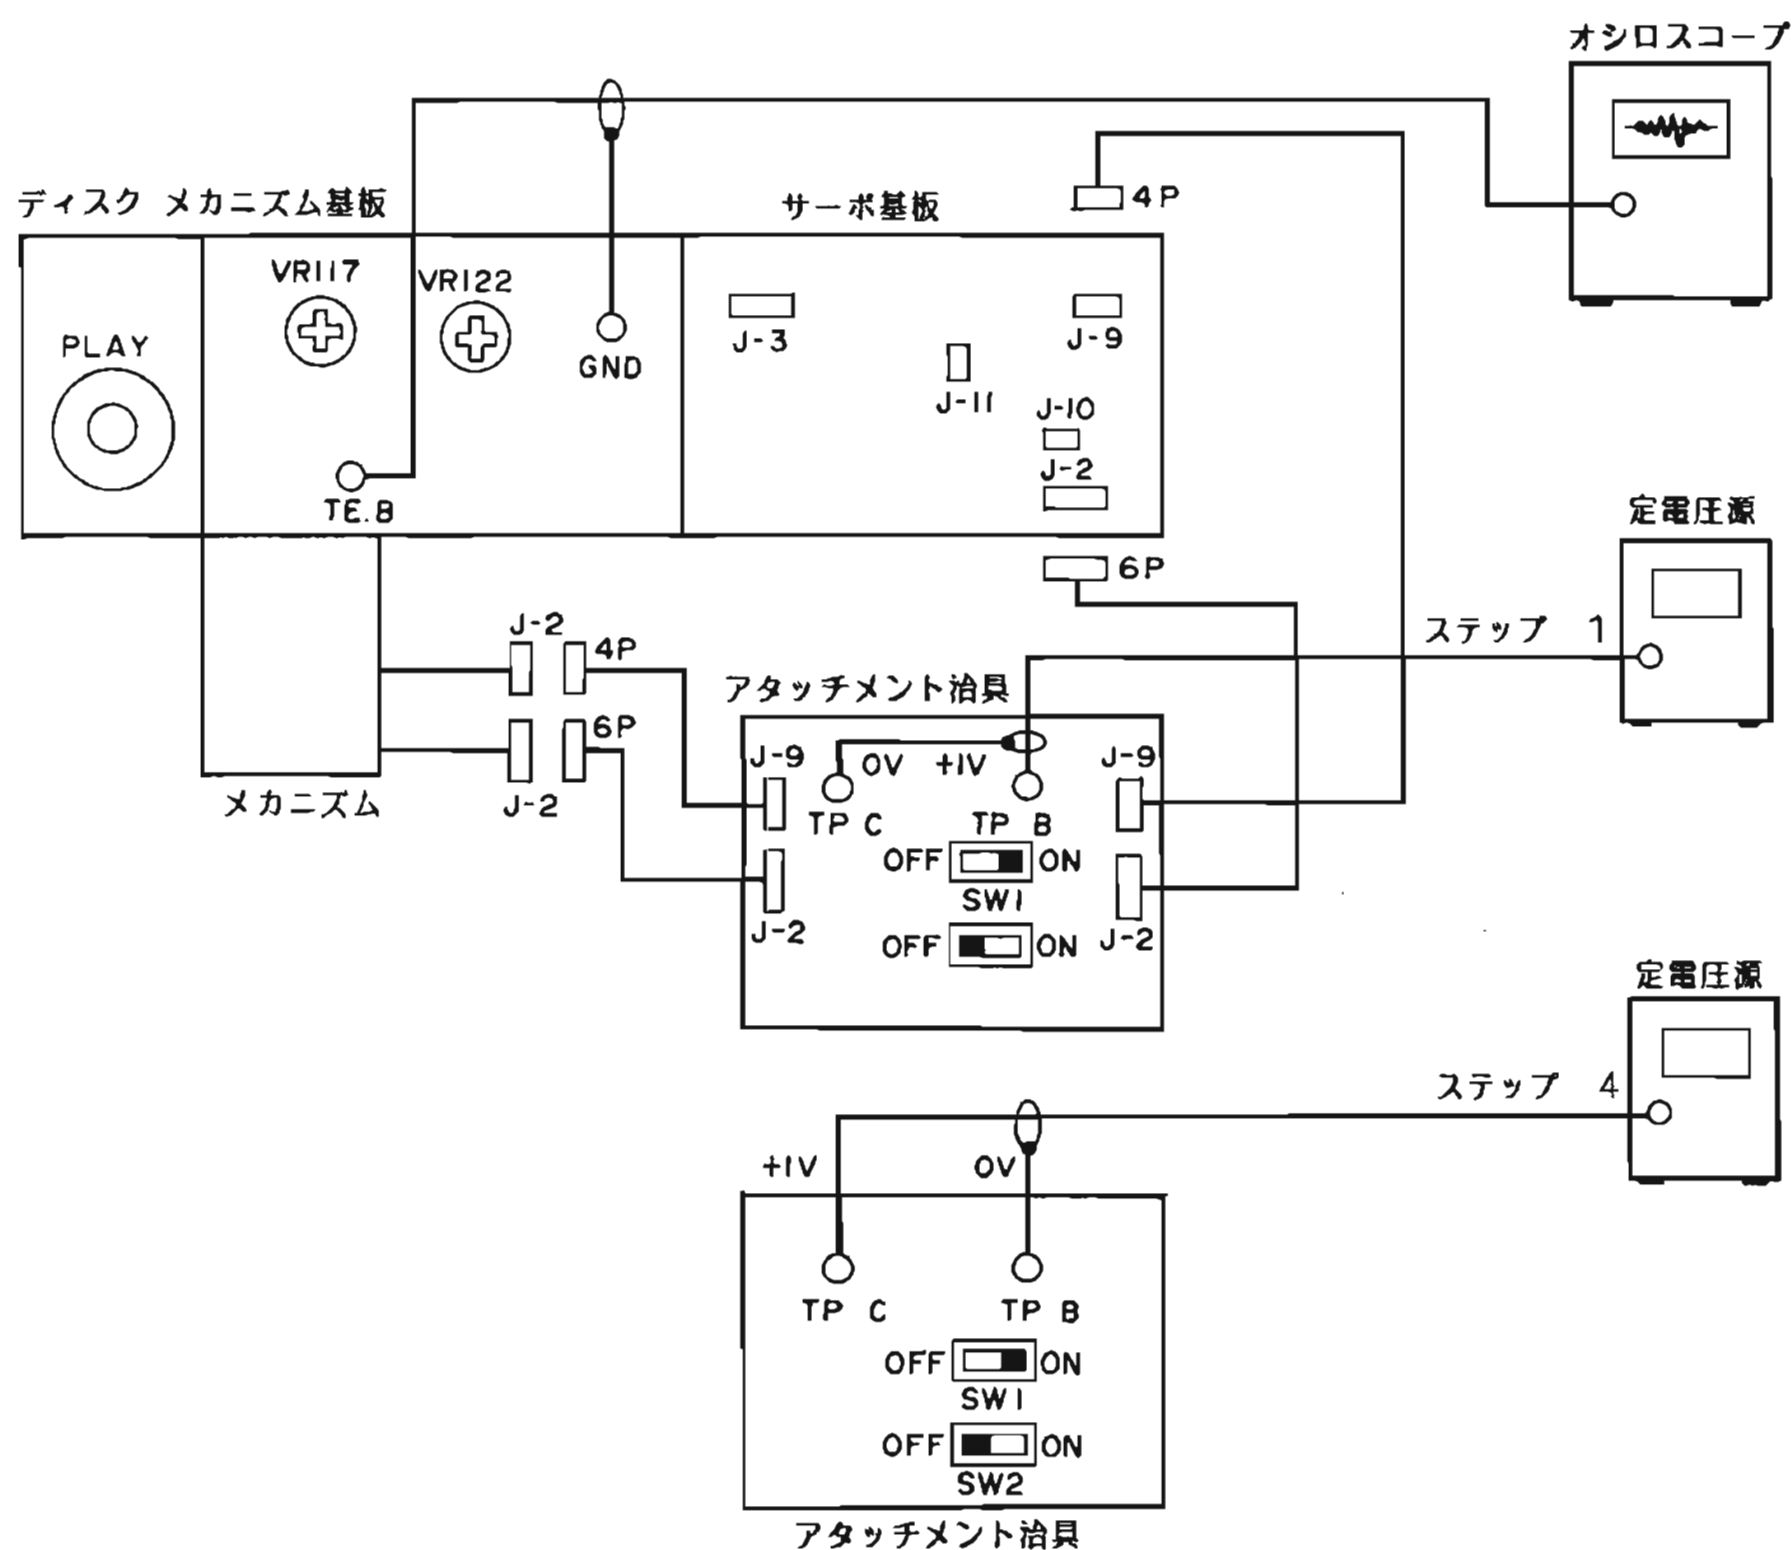 オシロスコープ
4P
ディスク メカニズム基板
サーボ基板
VR117
VR122
PLAY
GND
J-3
J-9
J-11
J-10
J-2
TE.B
定電圧源
6P
ステップ 1
J-2
4P
アタッチメント治具
6P
J-9
0V
+1V
J-9
メカニズム
J-2
TP C
TP B
OFF
ON
SW1
J-2
OFF
ON
J-2
定電圧源
ステップ 4
+1V
0V
TP C
TP B
OFF
ON
SW1
OFF
ON
SW2
アタッチメント治具